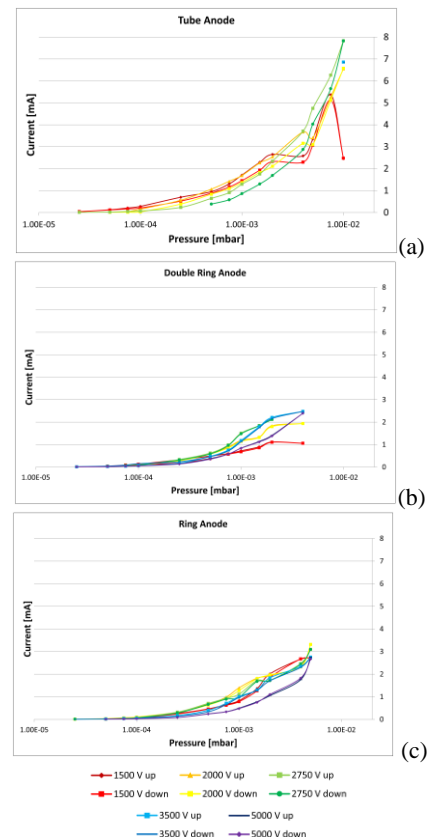 Tube Anode
8
7
6
5
4
3
2
1
0
Current [mA]
1.00E-05 1.00E-04 1.00E-03 1.00E-02
Pressure [mbar]
(a)
Double Ring Anode
8
7
6
5
4
3
2
1
0
Current [mA]
1.00E-05 1.00E-04 1.00E-03 1.00E-02
Pressure [mbar]
(b)
Ring Anode
8
7
6
5
4
3
2
1
0
Current [mA]
1.00E-05 1.00E-04 1.00E-03 1.00E-02
Pressure [mbar]
(c)
1500 V up 2000 V up 2750 V up
1500 V down 2000 V down 2750 V down
3500 V up 5000 V up
3500 V down 5000 V down